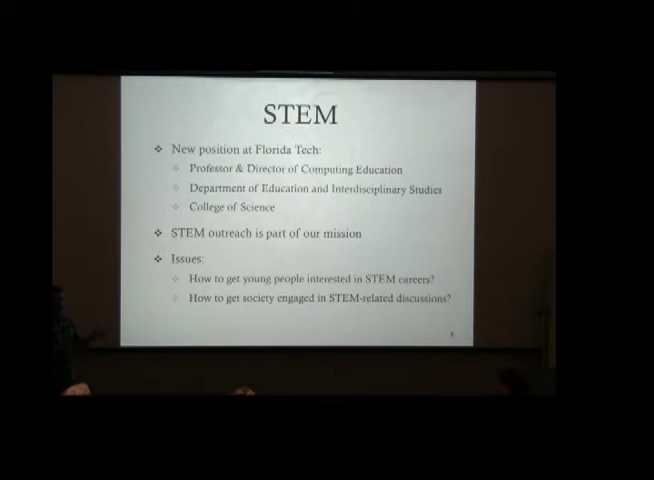 STEM
New position at Florida Tech:
Professor & Director of Computing Education
Department of Education and Interdisciplinary Studies
College of Science
STEM outreach is part of our mission
Issues:
How to get young people interested in STEM careers?
How to get society engaged in STEM-related discussions?